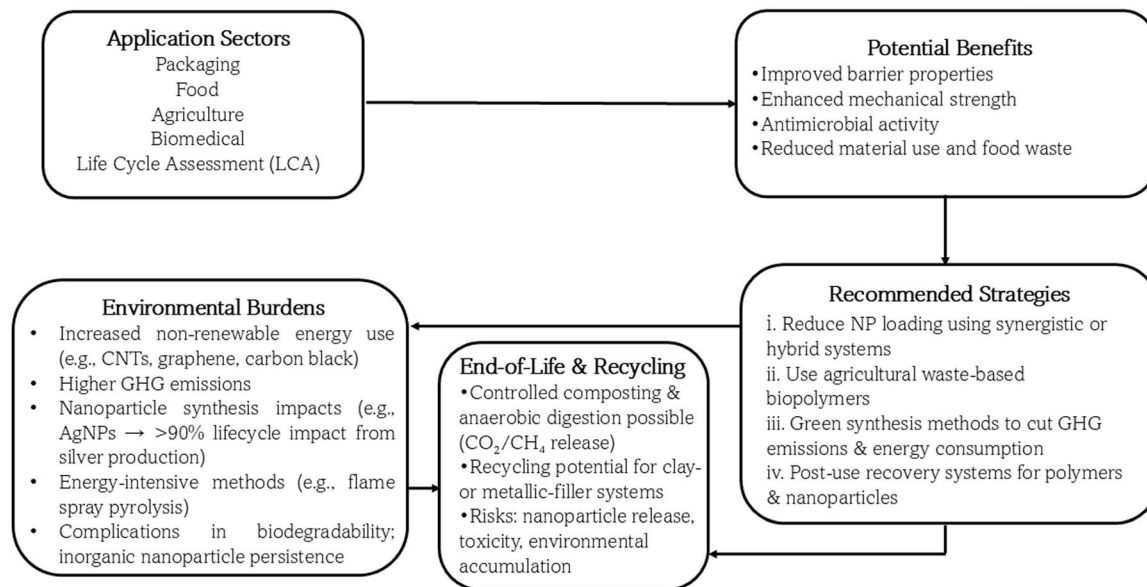 Application Sectors
Packaging
Food
Agriculture
Biomedical
Life Cycle Assessment (LCA)
Potential Benefits
•Improved barrier properties
•Enhanced mechanical strength
•Antimicrobial activity
•Reduced material use and food waste
Environmental Burdens
• Increased non-renewable energy use
(e.g., CNTs, graphene, carbon black)
• Higher GHG emissions
• Nanoparticle synthesis impacts (e.g.,
AgNPs → >90% lifecycle impact from
silver production)
• Energy-intensive methods (e.g., flame
spray pyrolysis)
• Complications in biodegradability;
inorganic nanoparticle persistence
End-of-Life & Recycling
•Controlled composting &
anaerobic digestion possible
(CO₂/CH₄ release)
•Recycling potential for clay-
or metallic-filler systems
•Risks: nanoparticle release,
toxicity, environmental
accumulation
Recommended Strategies
i. Reduce NP loading using synergistic or
hybrid systems
ii. Use agricultural waste-based
biopolymers
iii. Green synthesis methods to cut GHG
emissions & energy consumption
iv. Post-use recovery systems for polymers
& nanoparticles